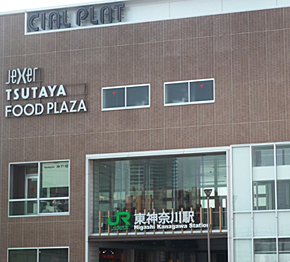 CIAL PLAT
Jexer
TSUTAYA
FOOD PLAZA
JR 東神奈川駅
Higashi Kanagawa Station